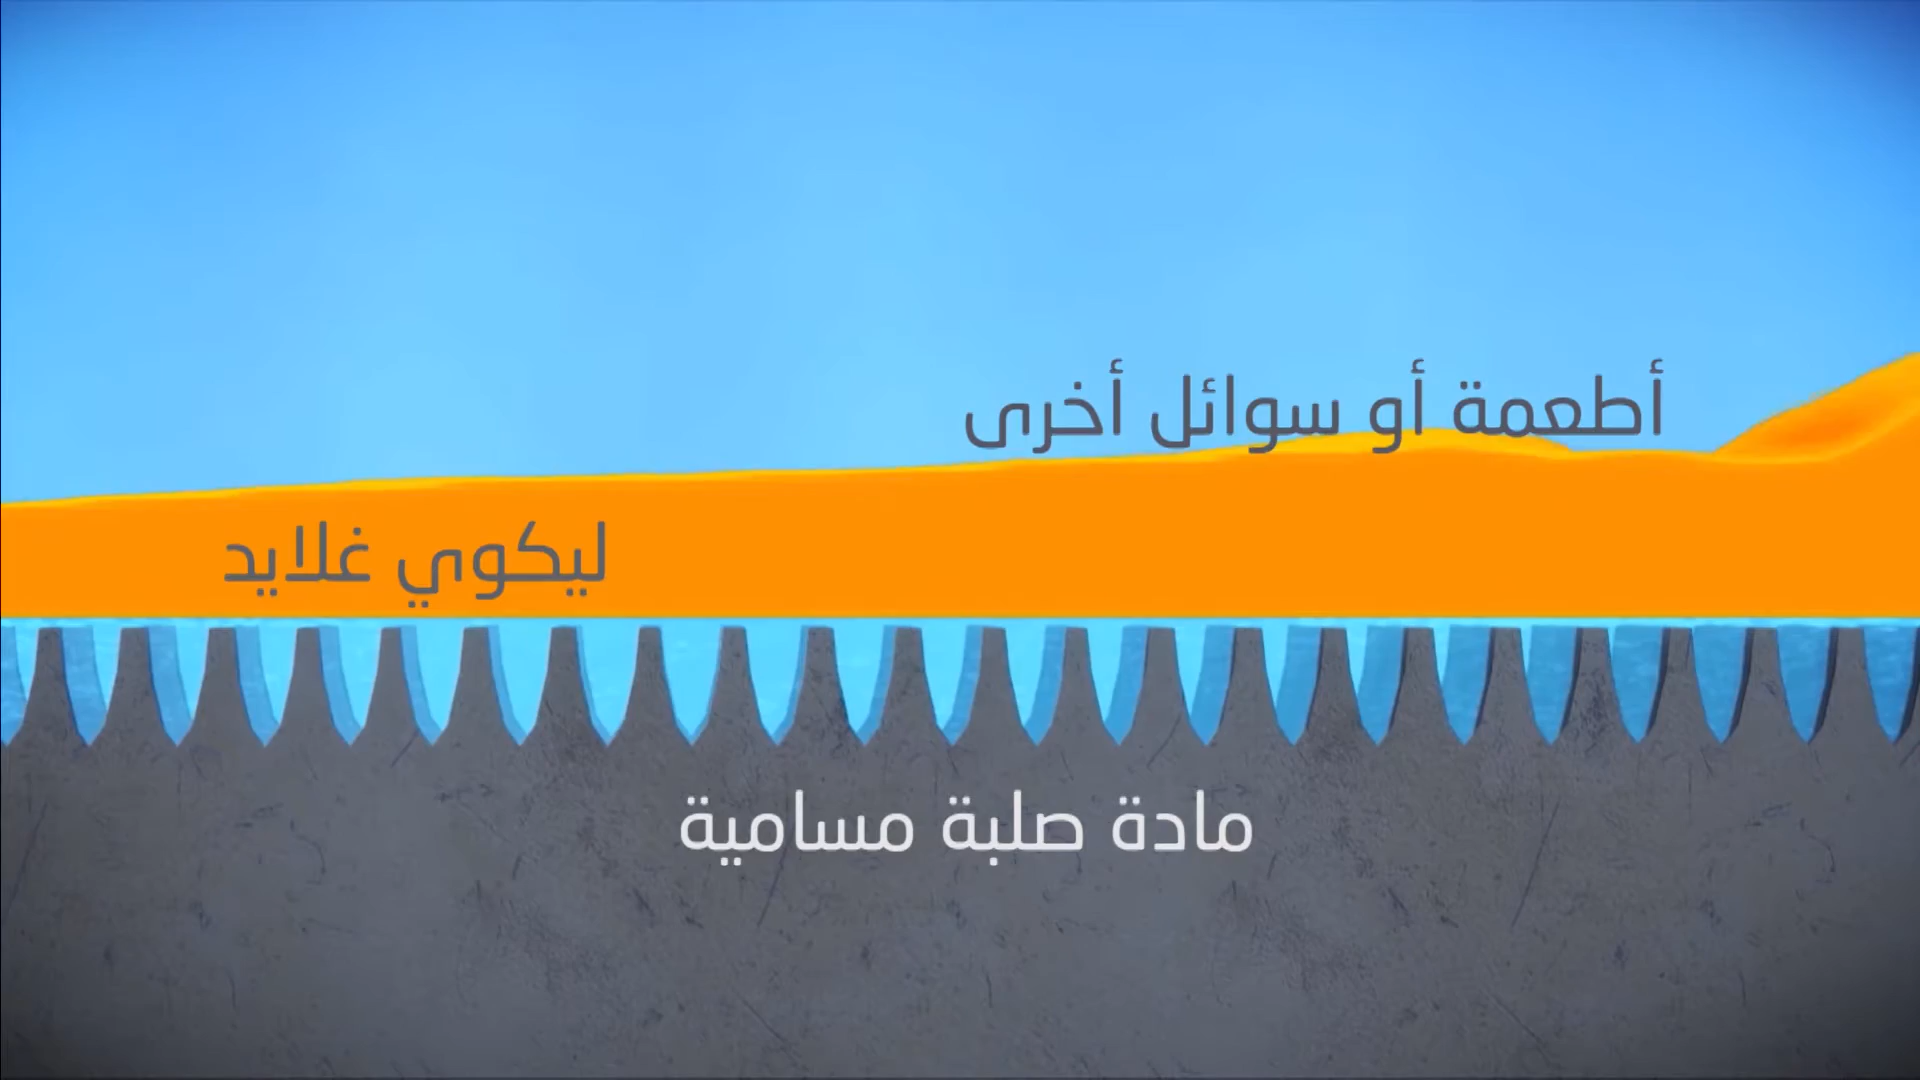 أطعمة أو سوائل أخرى
ليكوي غلايد
مادة صلبة مسامية